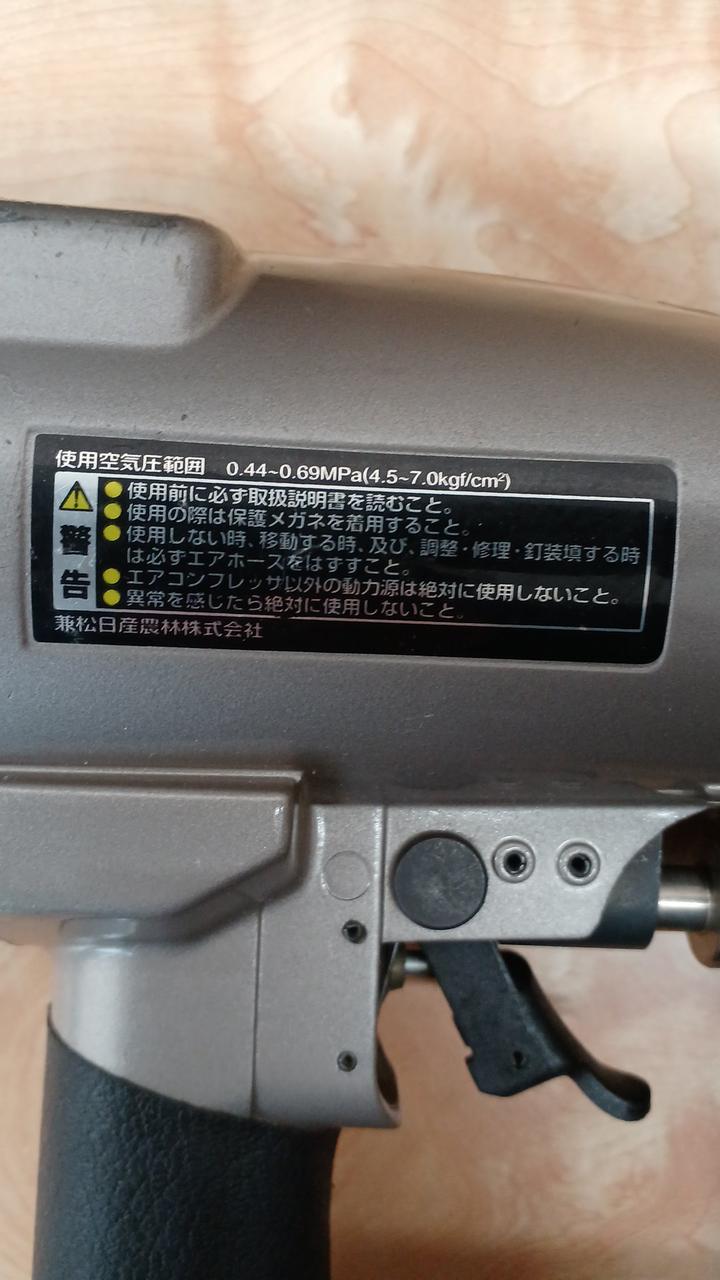 使用空気圧範囲 0.44~0.69MPa(4.5~7.0kgf/cm²)
警告
●使用前に必ず取扱説明書を読むこと。
●使用の際は保護メガネを着用すること。
●使用しない時、移動する時、及び、調整・修理・釘装填する時
は必ずエアホースをはずすこと。
●エアコンプレッサ以外の動力源は絶対に使用しないこと。
●異常を感じたら絶対に使用しないこと。
兼松日産農林株式会社